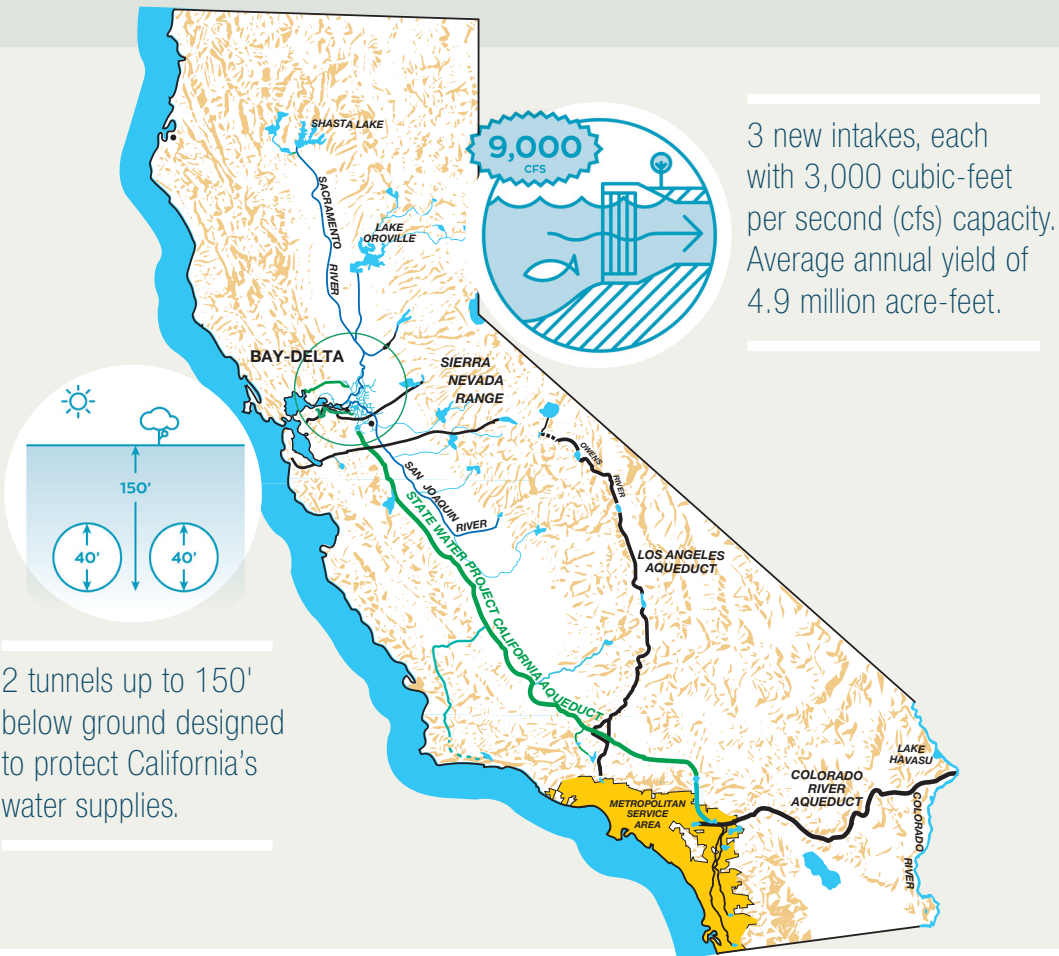 SHASTA LAKE
SACRAMENTO
RIVER
LAKE
OROVILLE
9,000
CFS
3 new intakes, each
with 3,000 cubic-feet
per second (cfs) capacity.
Average annual yield of
4.9 million acre-feet.
BAY-DELTA
SIERRA
NEVADA
RANGE
150'
40'
40'
2 tunnels up to 150'
below ground designed
to protect California’s
water supplies.
SAN JOAQUIN
RIVER
OWENS
RIVER
STATE WATER PROJECT CALIFORNIA AQUEDUCT
LOS ANGELES
AQUEDUCT
METROPOLITAN
SERVICE
AREA
COLORADO
RIVER
AQUEDUCT
LAKE
HAVASU
COLORADO
RIVER